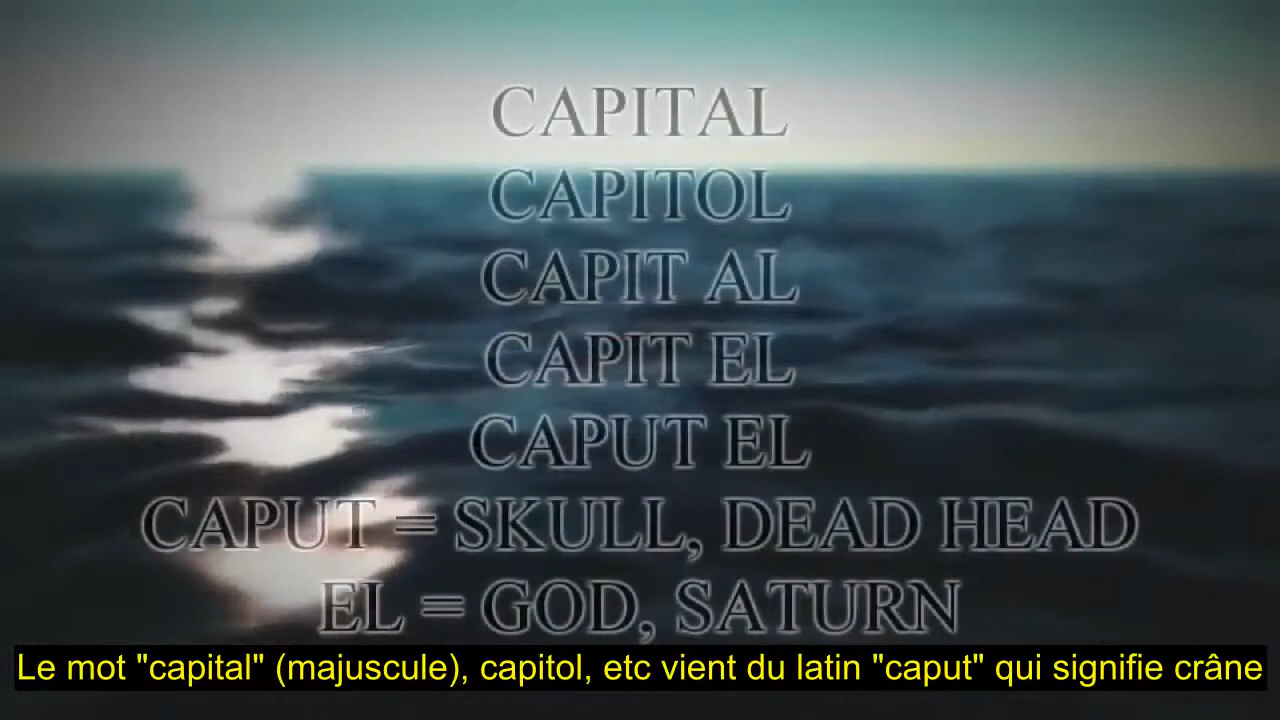 CAPITAL
CAPITOL
CAPIT AL
CAPIT EL
CAPUT EL
CAPUT = SKULL, DEAD HEAD
EL = GOD, SATURN
Le mot "capital" (majuscule), capitol, etc vient du latin "caput" qui signifie crâne